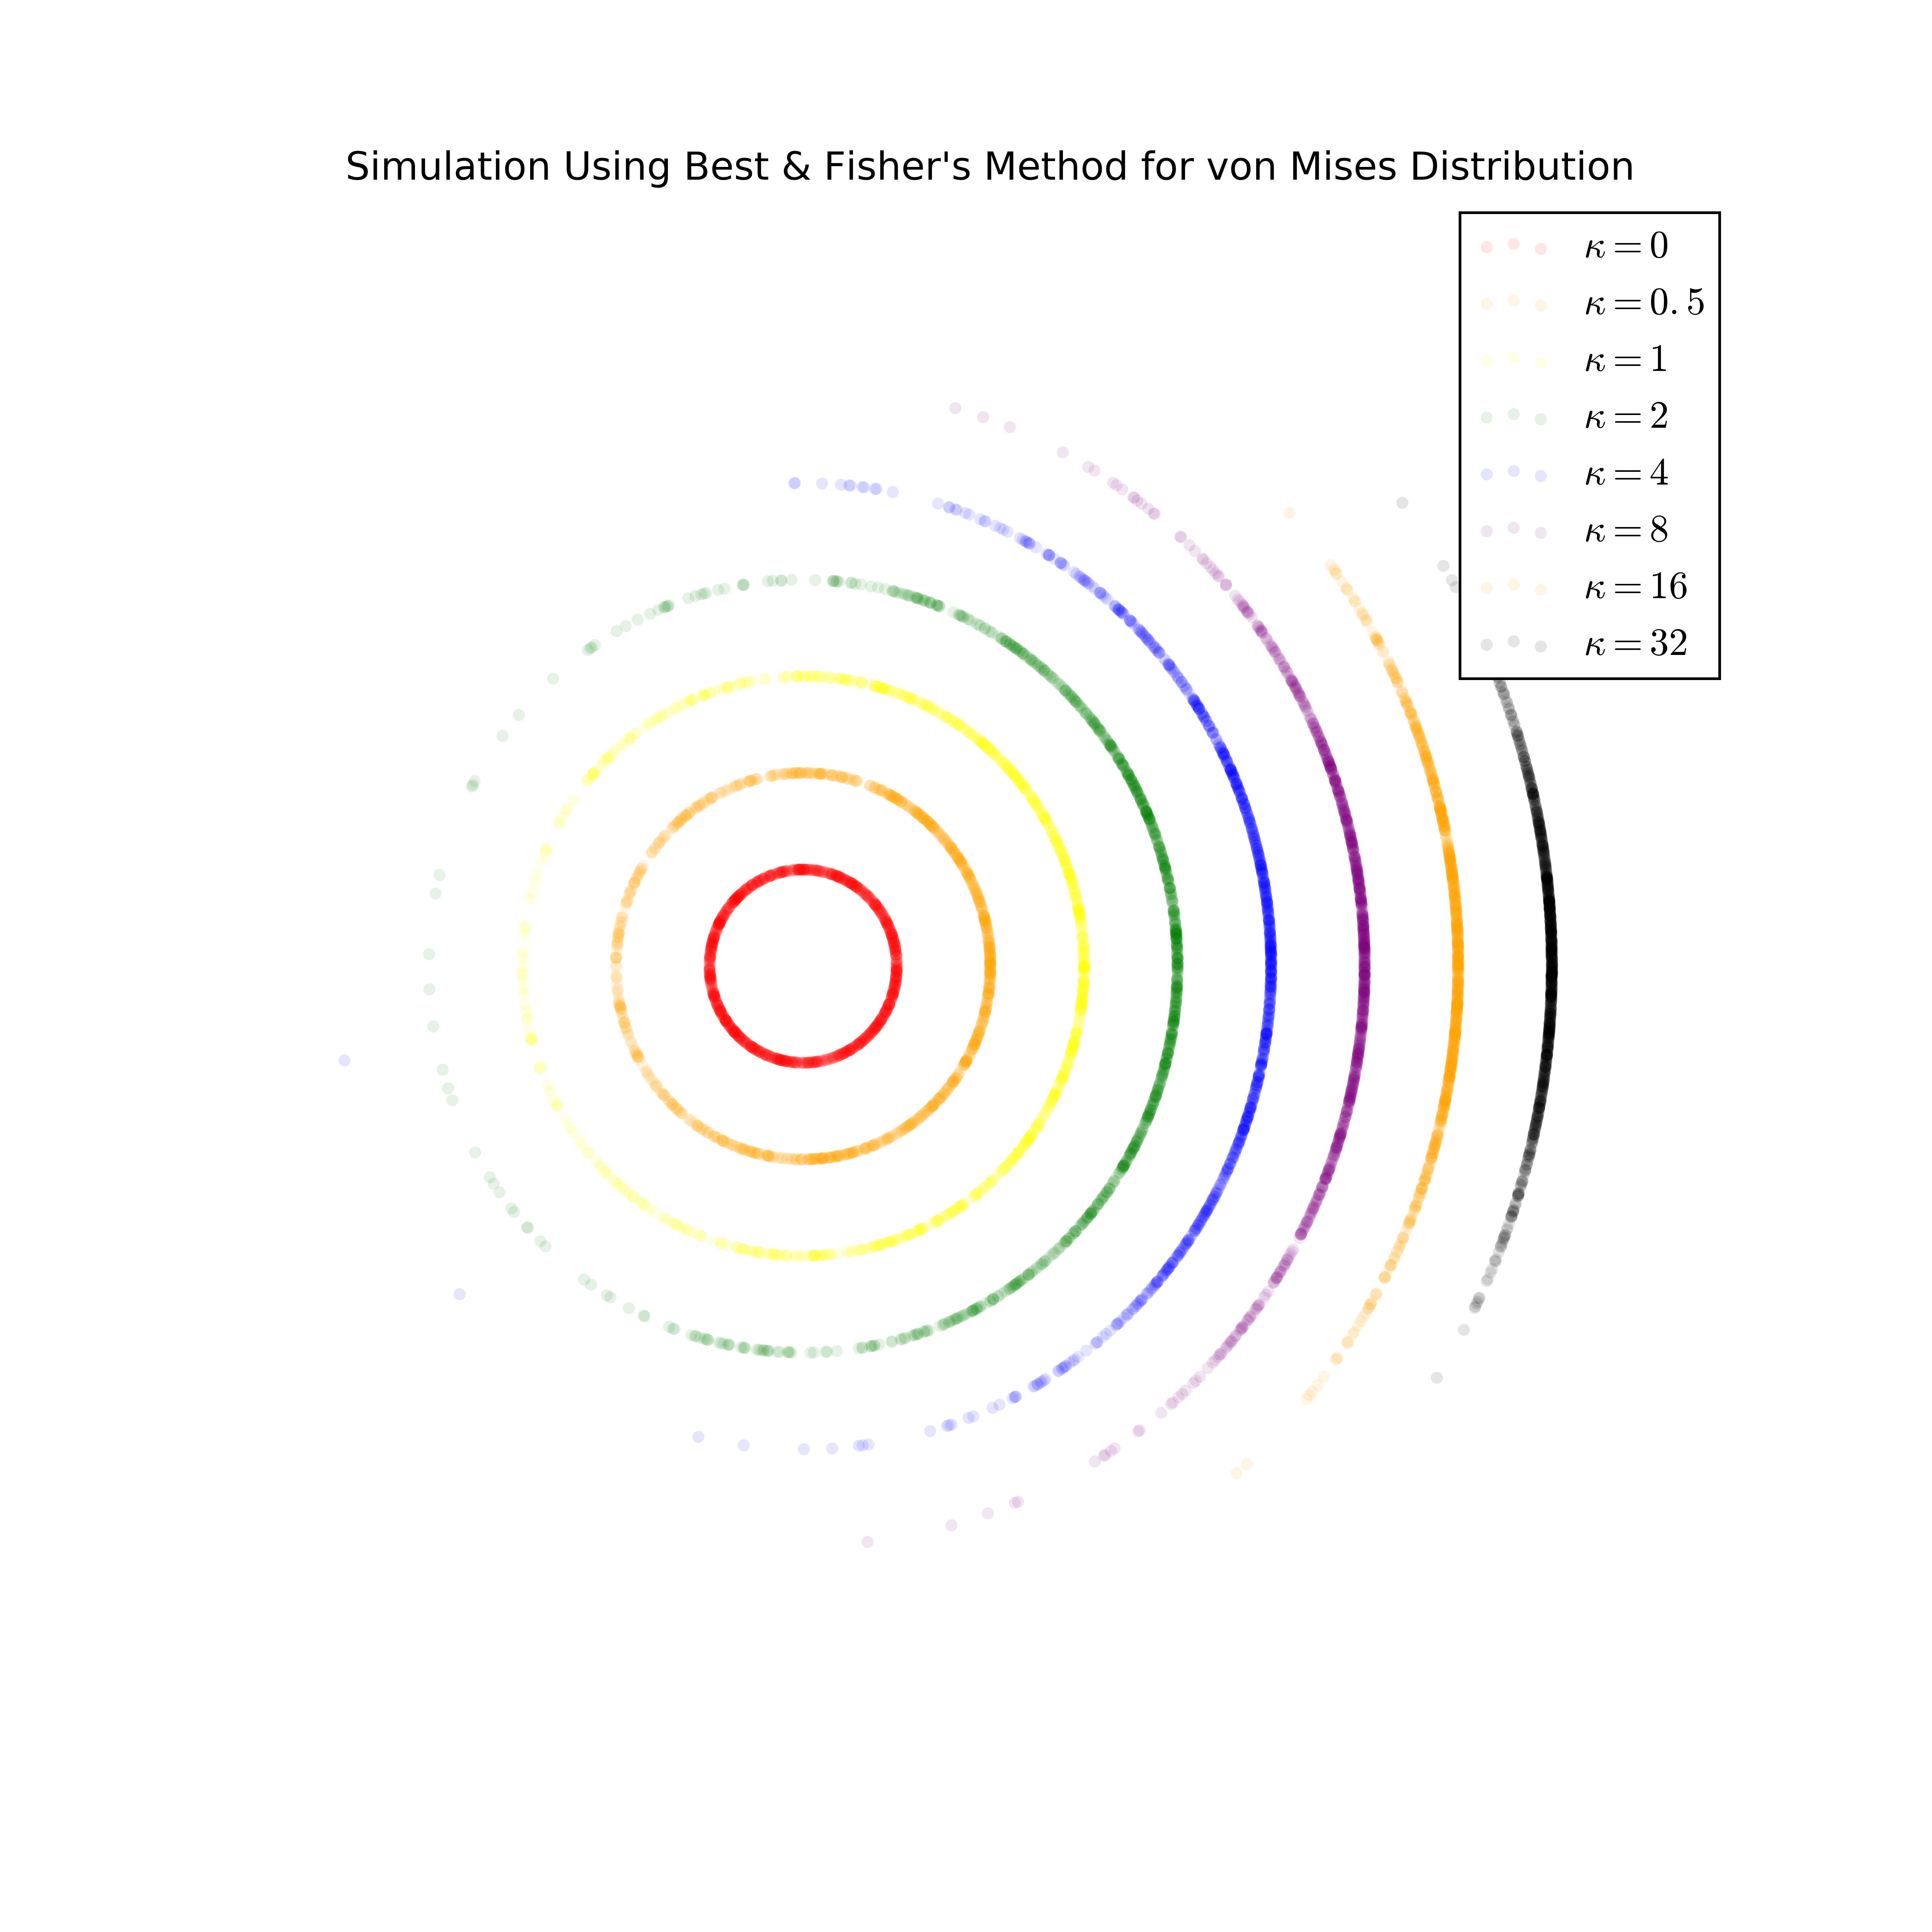 Simulation Using Best & Fisher's Method for von Mises Distribution
κ = 0
κ = 0.5
κ = 1
κ = 2
κ = 4
κ = 8
κ = 16
κ = 32